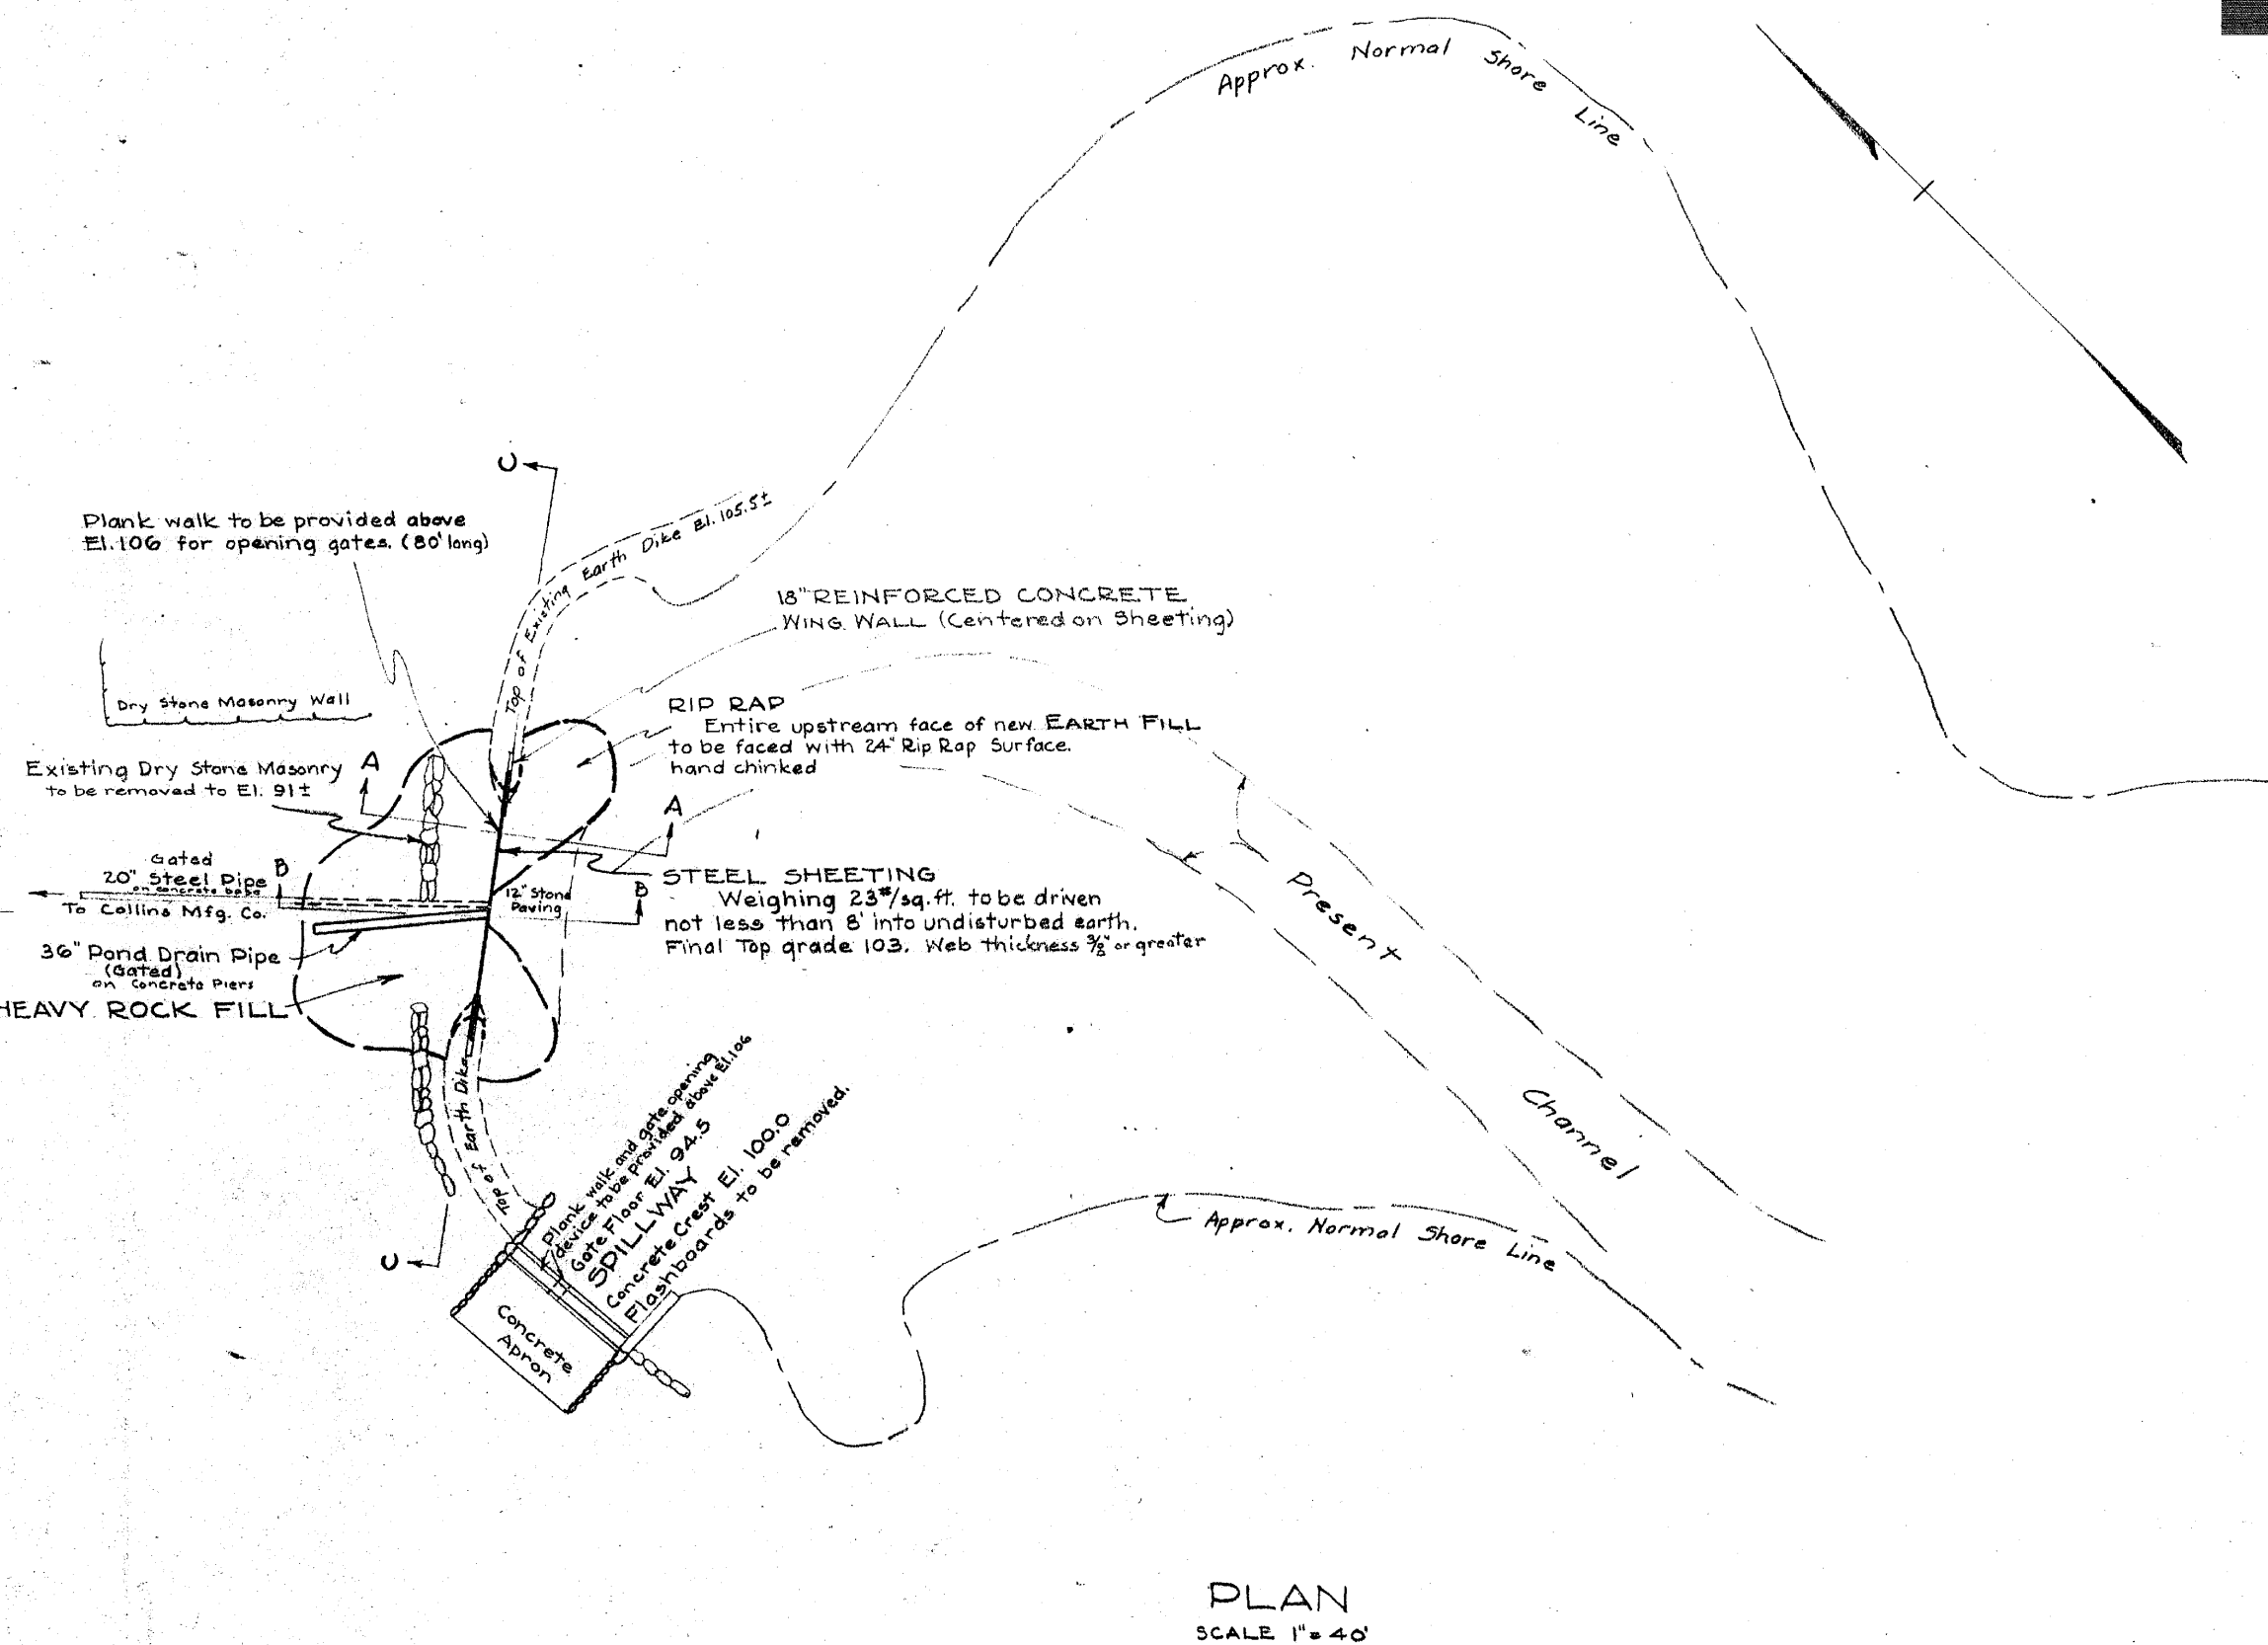 Approx. Normal Shore Line
C
Plank walk to be provided above
El. 106 for opening gates. (80' long)
Top of Existing Earth Dike El. 105.5±
18" REINFORCED CONCRETE
WING WALL (Centered on Sheeting)
Dry Stone Masonry Wall
RIP RAP
Entire upstream face of new EARTH FILL
to be faced with 24" Rip Rap Surface.
hand chinked
Existing Dry Stone Masonry
to be removed to El. 91±
A
A
Gated
20" Steel Pipe
on concrete base
To Collins Mfg. Co.
B
12" Stone
Paving
B
STEEL SHEETING
Weighing 23#/sq.ft. to be driven
not less than 8' into undisturbed earth.
Final Top grade 103. Web thickness 3/8" or greater
36" Pond Drain Pipe
(Gated)
on Concrete Piers
HEAVY ROCK FILL
Present Channel
Top of Earth Dike
Plank walk and gate opening
device to be provided above El. 106
Gate Floor El. 94.5
SPILLWAY
Concrete Crest El. 100.0
Flashboards to be removed.
C
Concrete
Apron
Approx. Normal Shore Line
PLAN
SCALE 1" = 40'